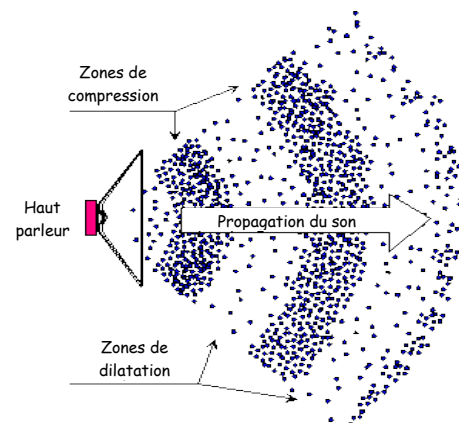 Zones de
compression
Haut
parleur
Propagation du son
Zones de
dilatation